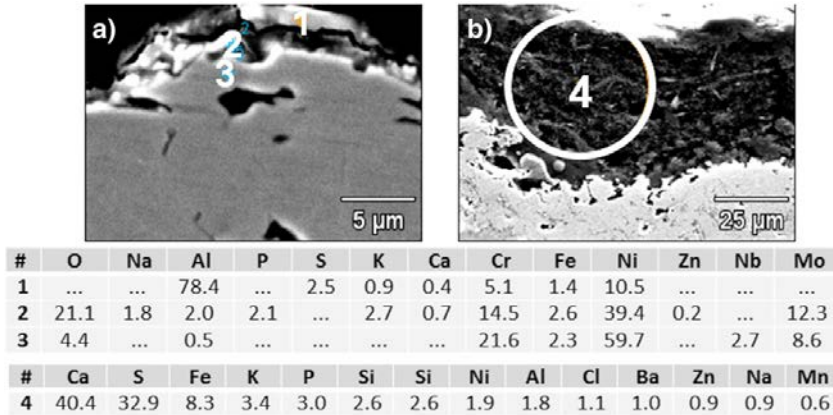 a)
1
2
2
3
5 µm
b)
4
25 µm
# O Na Al P S K Ca Cr Fe Ni Zn Nb Mo
1 ... ... 78.4 ... 2.5 0.9 0.4 5.1 1.4 10.5 ... ... ...
2 21.1 1.8 2.0 2.1 ... 2.7 0.7 14.5 2.6 39.4 0.2 ... 12.3
3 4.4 ... 0.5 ... ... ... ... 21.6 2.3 59.7 ... 2.7 8.6
# Ca S Fe K P Si Si Ni Al Cl Ba Zn Na Mn
4 40.4 32.9 8.3 3.4 3.0 2.6 2.6 1.9 1.8 1.1 1.0 0.9 0.9 0.6